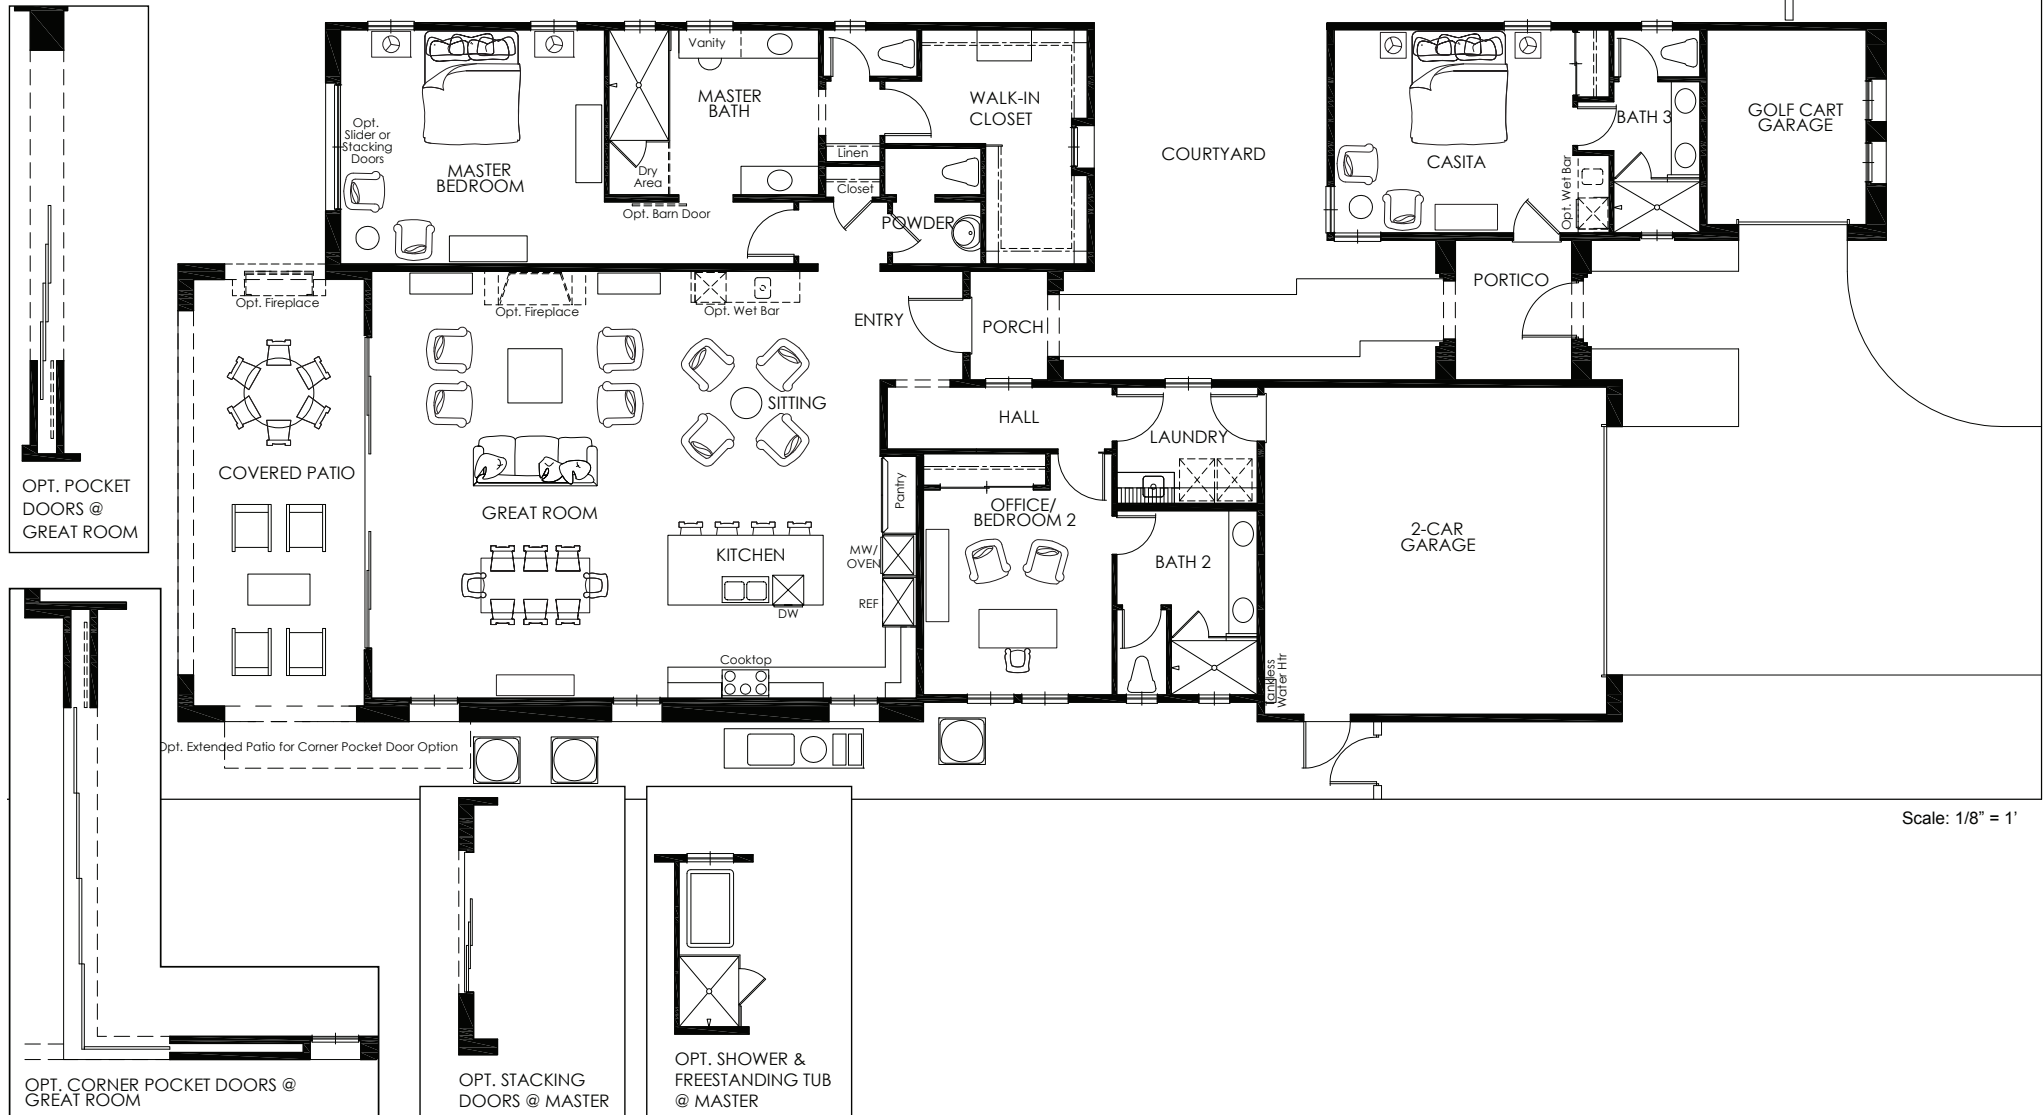 Vanity
MASTER
BATH
WALK-IN
CLOSET
Opt.
Slider or
Stacking
Doors
MASTER
BEDROOM
Dry
Area
Linen
Closet
Opt. Barn Door
POWDER
COURTYARD
CASITA
Opt. Wet Bar
BATH 3
GOLF CART
GARAGE
PORTICO
Opt. Fireplace
Opt. Fireplace
Opt. Wet Bar
ENTRY
PORCH
SITTING
HALL
LAUNDRY
COVERED PATIO
GREAT ROOM
Pantry
OFFICE/
BEDROOM 2
KITCHEN
MW/
OVEN
REF
DW
Cooktop
BATH 2
2-CAR
GARAGE
Tankless
Water Htr
Opt. Extended Patio for Corner Pocket Door Option
OPT. POCKET
DOORS @
GREAT ROOM
OPT. CORNER POCKET DOORS @
GREAT ROOM
OPT. STACKING
DOORS @ MASTER
OPT. SHOWER &
FREESTANDING TUB
@ MASTER
Scale: 1/8” = 1’